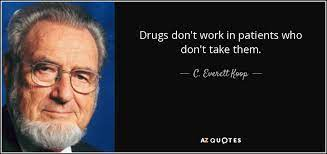 Drugs don't work in patients who
don't take them.
C. Everett Koop
AZ QUOTES